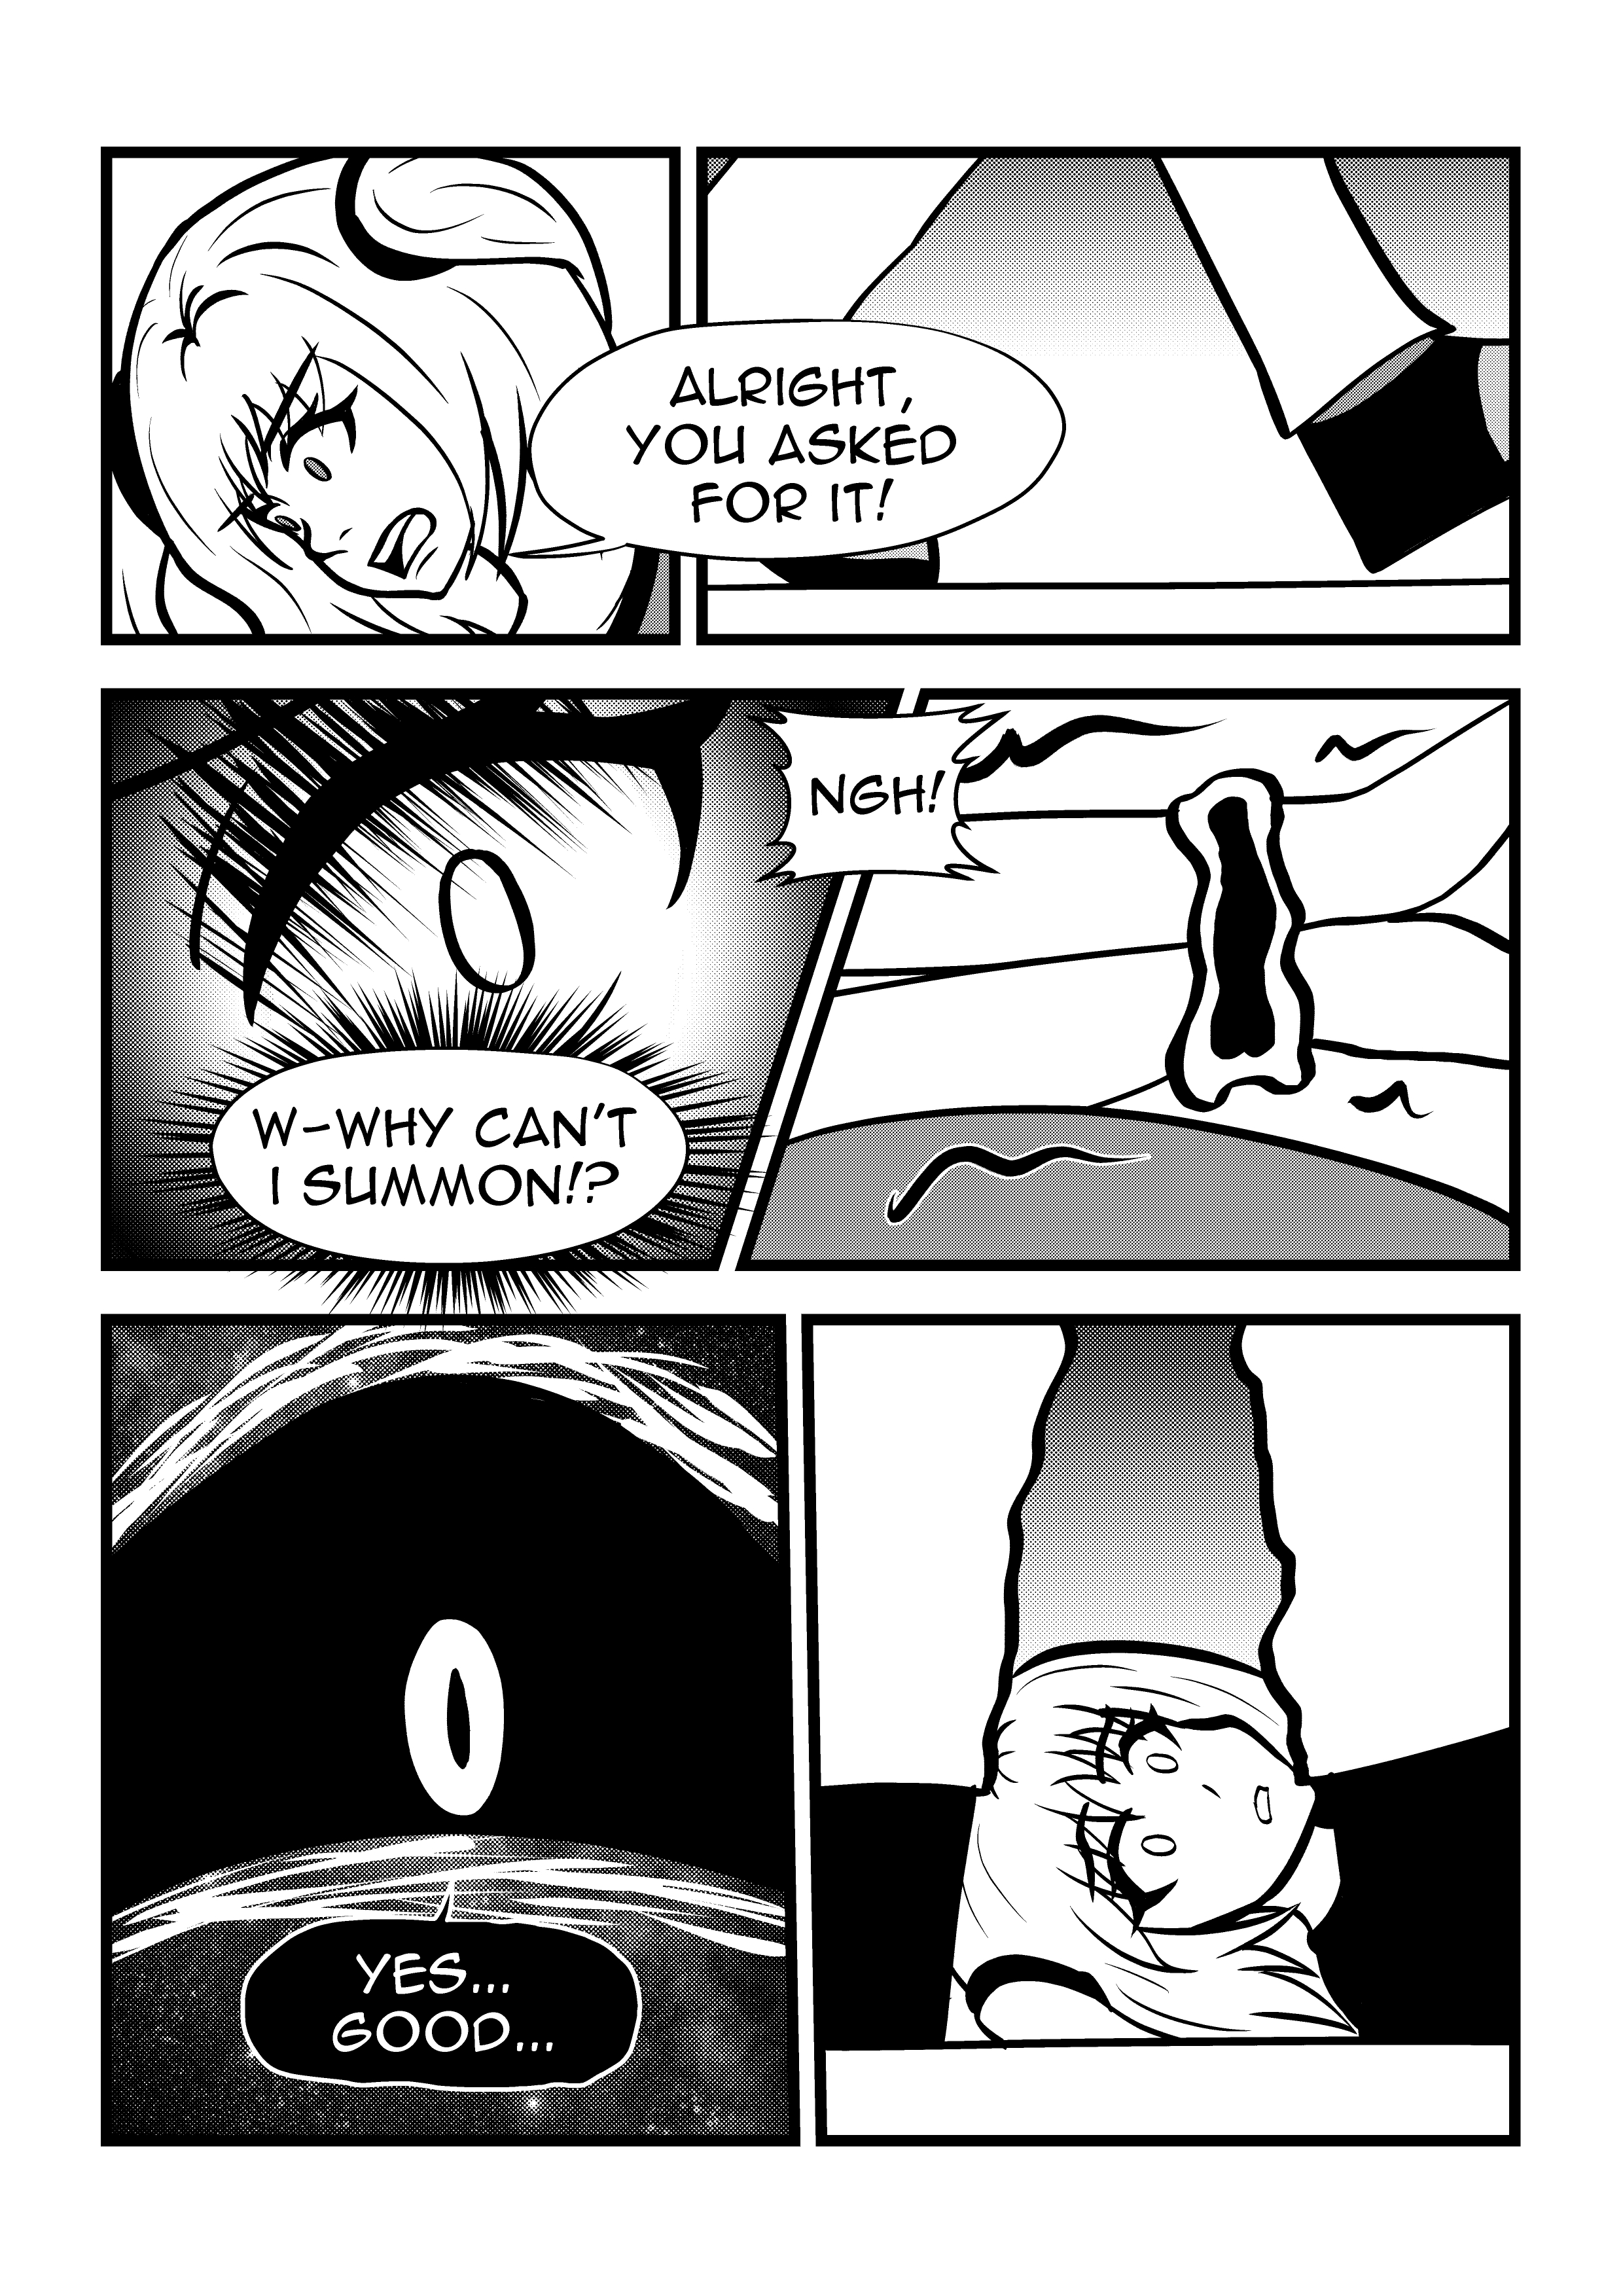 ALRIGHT,
YOU ASKED
FOR IT!
NGH!
W-WHY CAN'T
I SUMMON!?
YES...
GOOD...